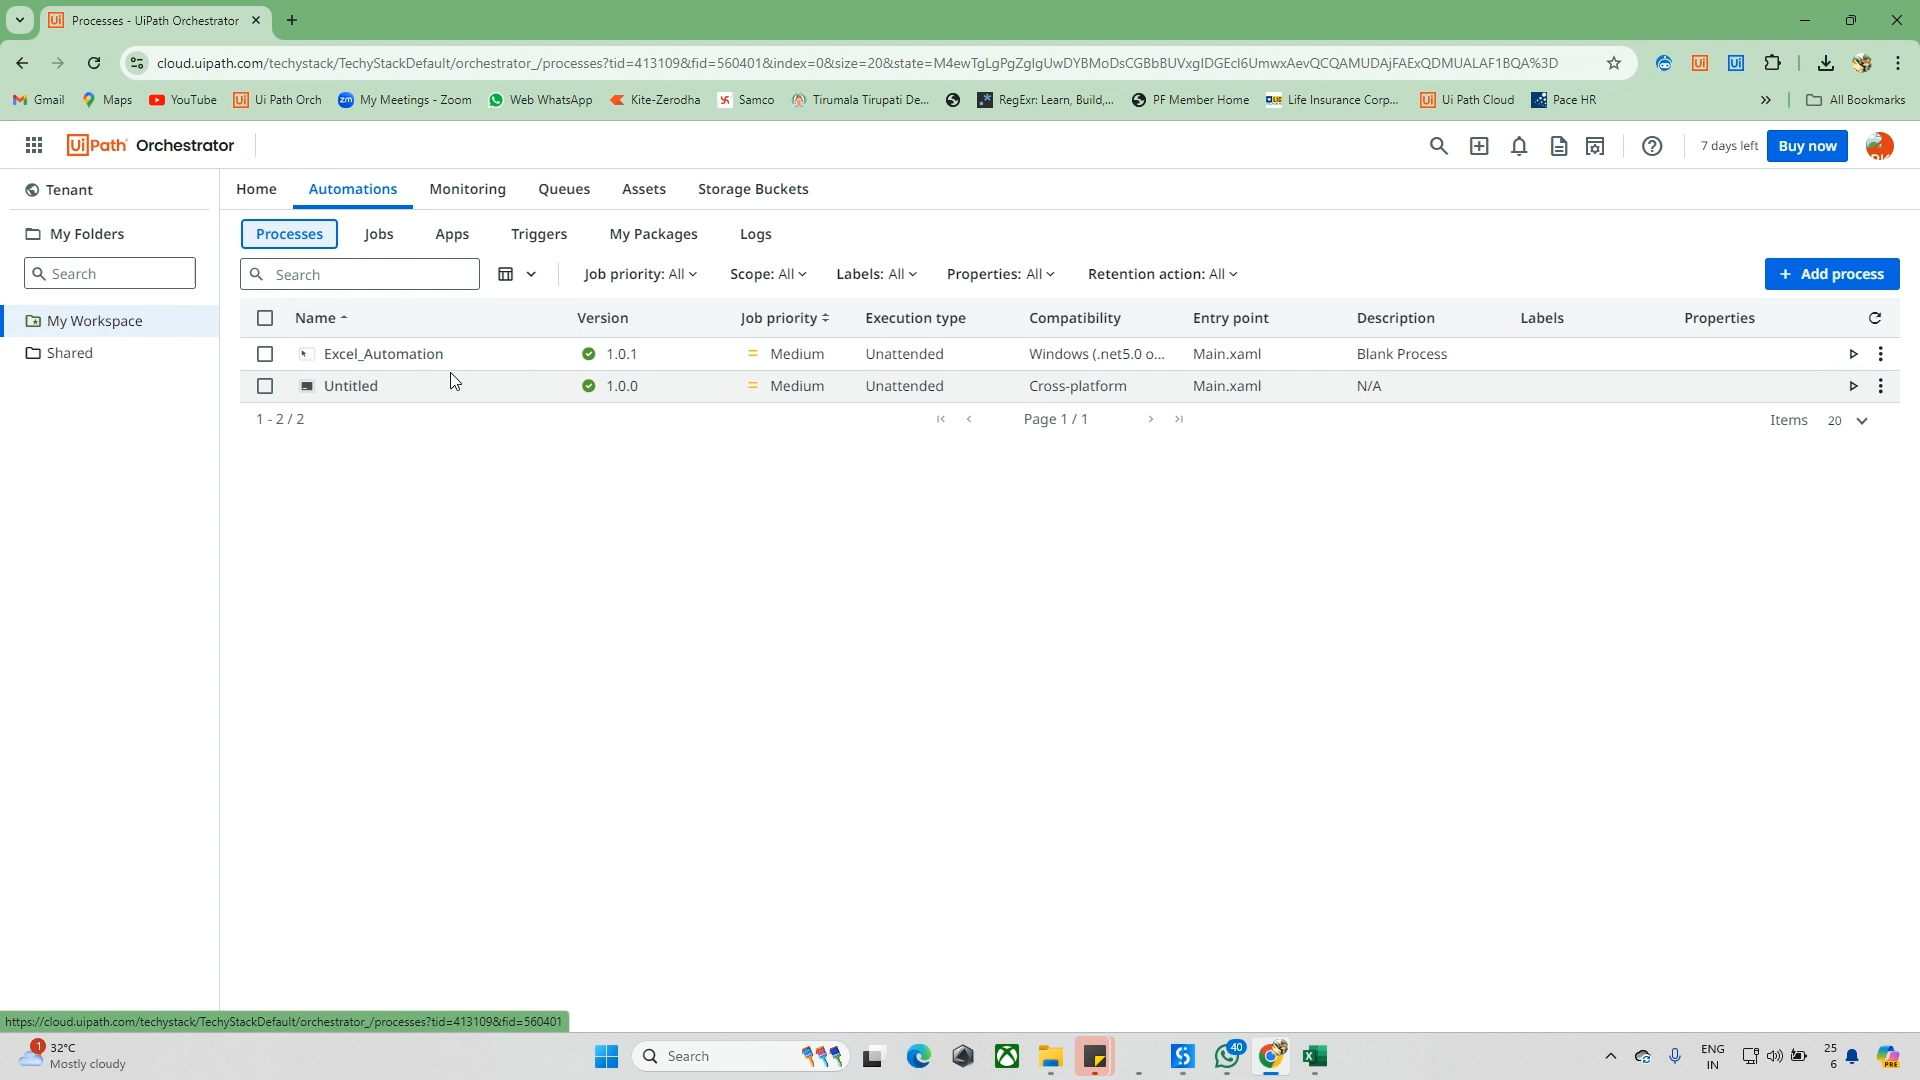 Processes - UiPath Orchestrator
cloud.uipath.com/techystack/TechyStackDefault/orchestrator_/processes?tid=413109&fid=560401&index=0&size=20&state=M4ewTgLgPgZglgUwDYBMoDsCGBbBUVxgIDGEcI6UmwxAevQCQAMUDAjFAExQDMUALAF1BQA%3D
Gmail Maps YouTube Ui Path Orch My Meetings - Zoom Web WhatsApp Kite-Zerodha Samco Tirumala Tirupati De... RegExr: Learn, Build,... PF Member Home Life Insurance Corp... Ui Path Cloud Pace HR All Bookmarks
UiPath Orchestrator 7 days left Buy now
Tenant Home Automations Monitoring Queues Assets Storage Buckets
My Folders Processes Jobs Apps Triggers My Packages Logs
Search Search Job priority: All Scope: All Labels: All Properties: All Retention action: All + Add process
Name Version Job priority Execution type Compatibility Entry point Description Labels Properties
My Workspace
Shared
Excel_Automation 1.0.1 Medium Unattended Windows (.net5.0 o... Main.xaml Blank Process
Untitled 1.0.0 Medium Unattended Cross-platform Main.xaml N/A
1 - 2 / 2 Page 1 / 1 Items 20
https://cloud.uipath.com/techystack/TechyStackDefault/orchestrator_/processes?tid=413109&fid=560401
1 32°C
Mostly cloudy
Search 40 ENG
IN 25
6 PRE